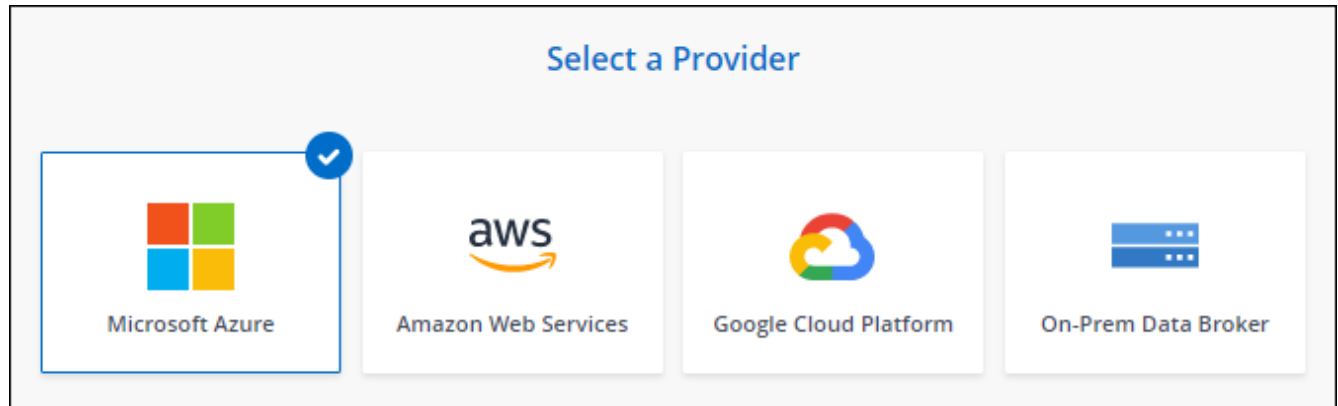 Select a Provider
aws
Microsoft Azure
Amazon Web Services
Google Cloud Platform
On-Prem Data Broker